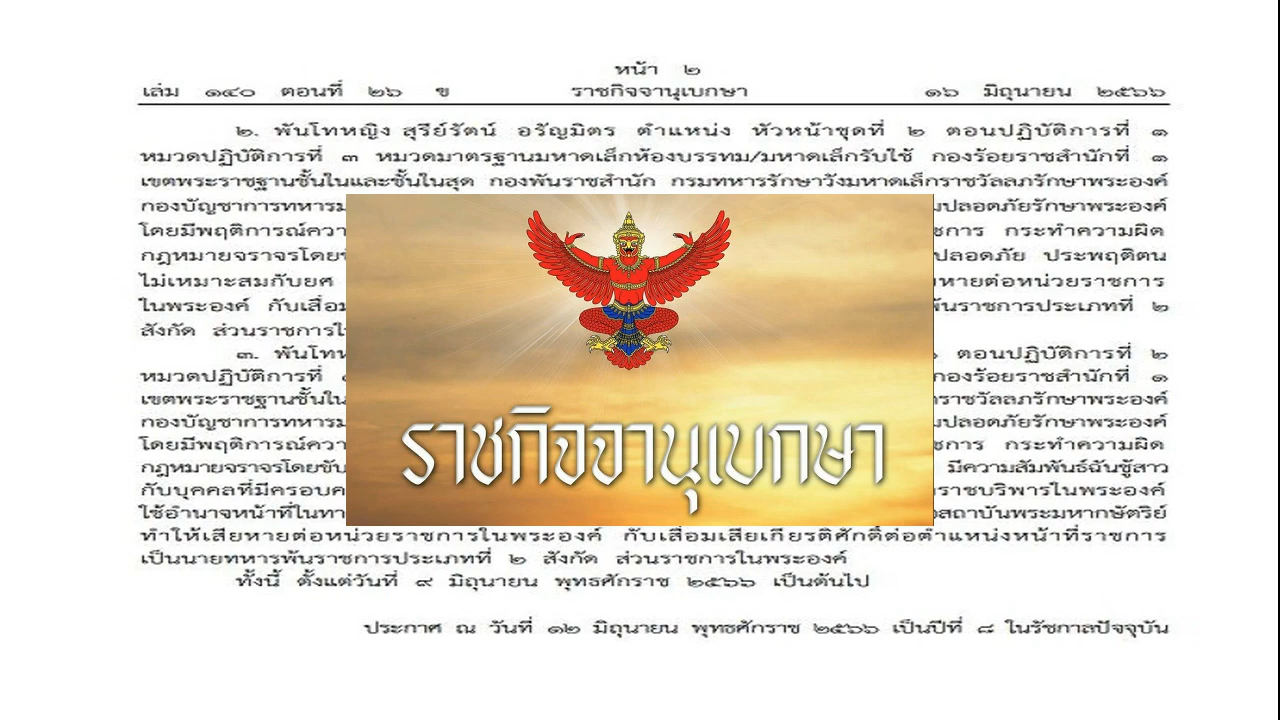 หน้า ๒
เล่ม ๑๔๐ ตอนที่ ๒๖ ข ราชกิจจานุเบกษา ๑๖ มิถุนายน ๒๕๖๖
๒. พันโทหญิง สุรีย์รัตน์ อรัญมิตร ตำแหน่ง หัวหน้าชุดที่ ๒ ตอนปฏิบัติการที่ ๑
หมวดปฏิบัติการที่ ๓ หมวดมาตรฐานมหาดเล็กห้องบรรทม/มหาดเล็กรับใช้ กองร้อยราชสำนักที่ ๑
เขตพระราชฐานชั้นในและชั้นในสุด กองพันราชสำนัก กรมทหารรักษาวังมหาดเล็กราชวัลลภรักษาพระองค์
กองบัญชาการทหารม ปลอดภัยรักษาพระองค์
โดยมีพฤติการณ์ควา ชการ กระทำความผิด
กฎหมายจราจรโดยข ปลอดภัย ประพฤติตน
ไม่เหมาะสมกับยศ หายต่อหน่วยราชการ
ในพระองค์ กับเสื่อม พันราชการประเภทที่ ๒
สังกัด ส่วนราชการใ
๓. พันโทห ตอนปฏิบัติการที่ ๒
หมวดปฏิบัติการที่ กองร้อยราชสำนักที่ ๑
เขตพระราชฐานชั้นใน ราชวัลลภรักษาพระองค์
กองบัญชาการทหารม ปลอดภัยรักษาพระองค์
โดยมีพฤติการณ์ควา ชการ กระทำความผิด
กฎหมายจราจรโดยขับ มีความสัมพันธ์ฉันชู้สาว
กับบุคคลที่มีครอบค ราชบริพารในพระองค์
ใช้อำนาจหน้าที่ในทา อสถาบันพระมหากษัตริย์
ราชกิจจานุเบกษา
ทำให้เสียหายต่อหน่วยราชการในพระองค์ กับเสื่อมเสียเกียรติศักดิ์ต่อตำแหน่งหน้าที่ราชการ
เป็นนายทหารพ้นราชการประเภทที่ ๒ สังกัด ส่วนราชการในพระองค์
ทั้งนี้ ตั้งแต่วันที่ ๙ มิถุนายน พุทธศักราช ๒๕๖๖ เป็นต้นไป
ประกาศ ณ วันที่ ๑๒ มิถุนายน พุทธศักราช ๒๕๖๖ เป็นปีที่ ๘ ในรัชกาลปัจจุบัน